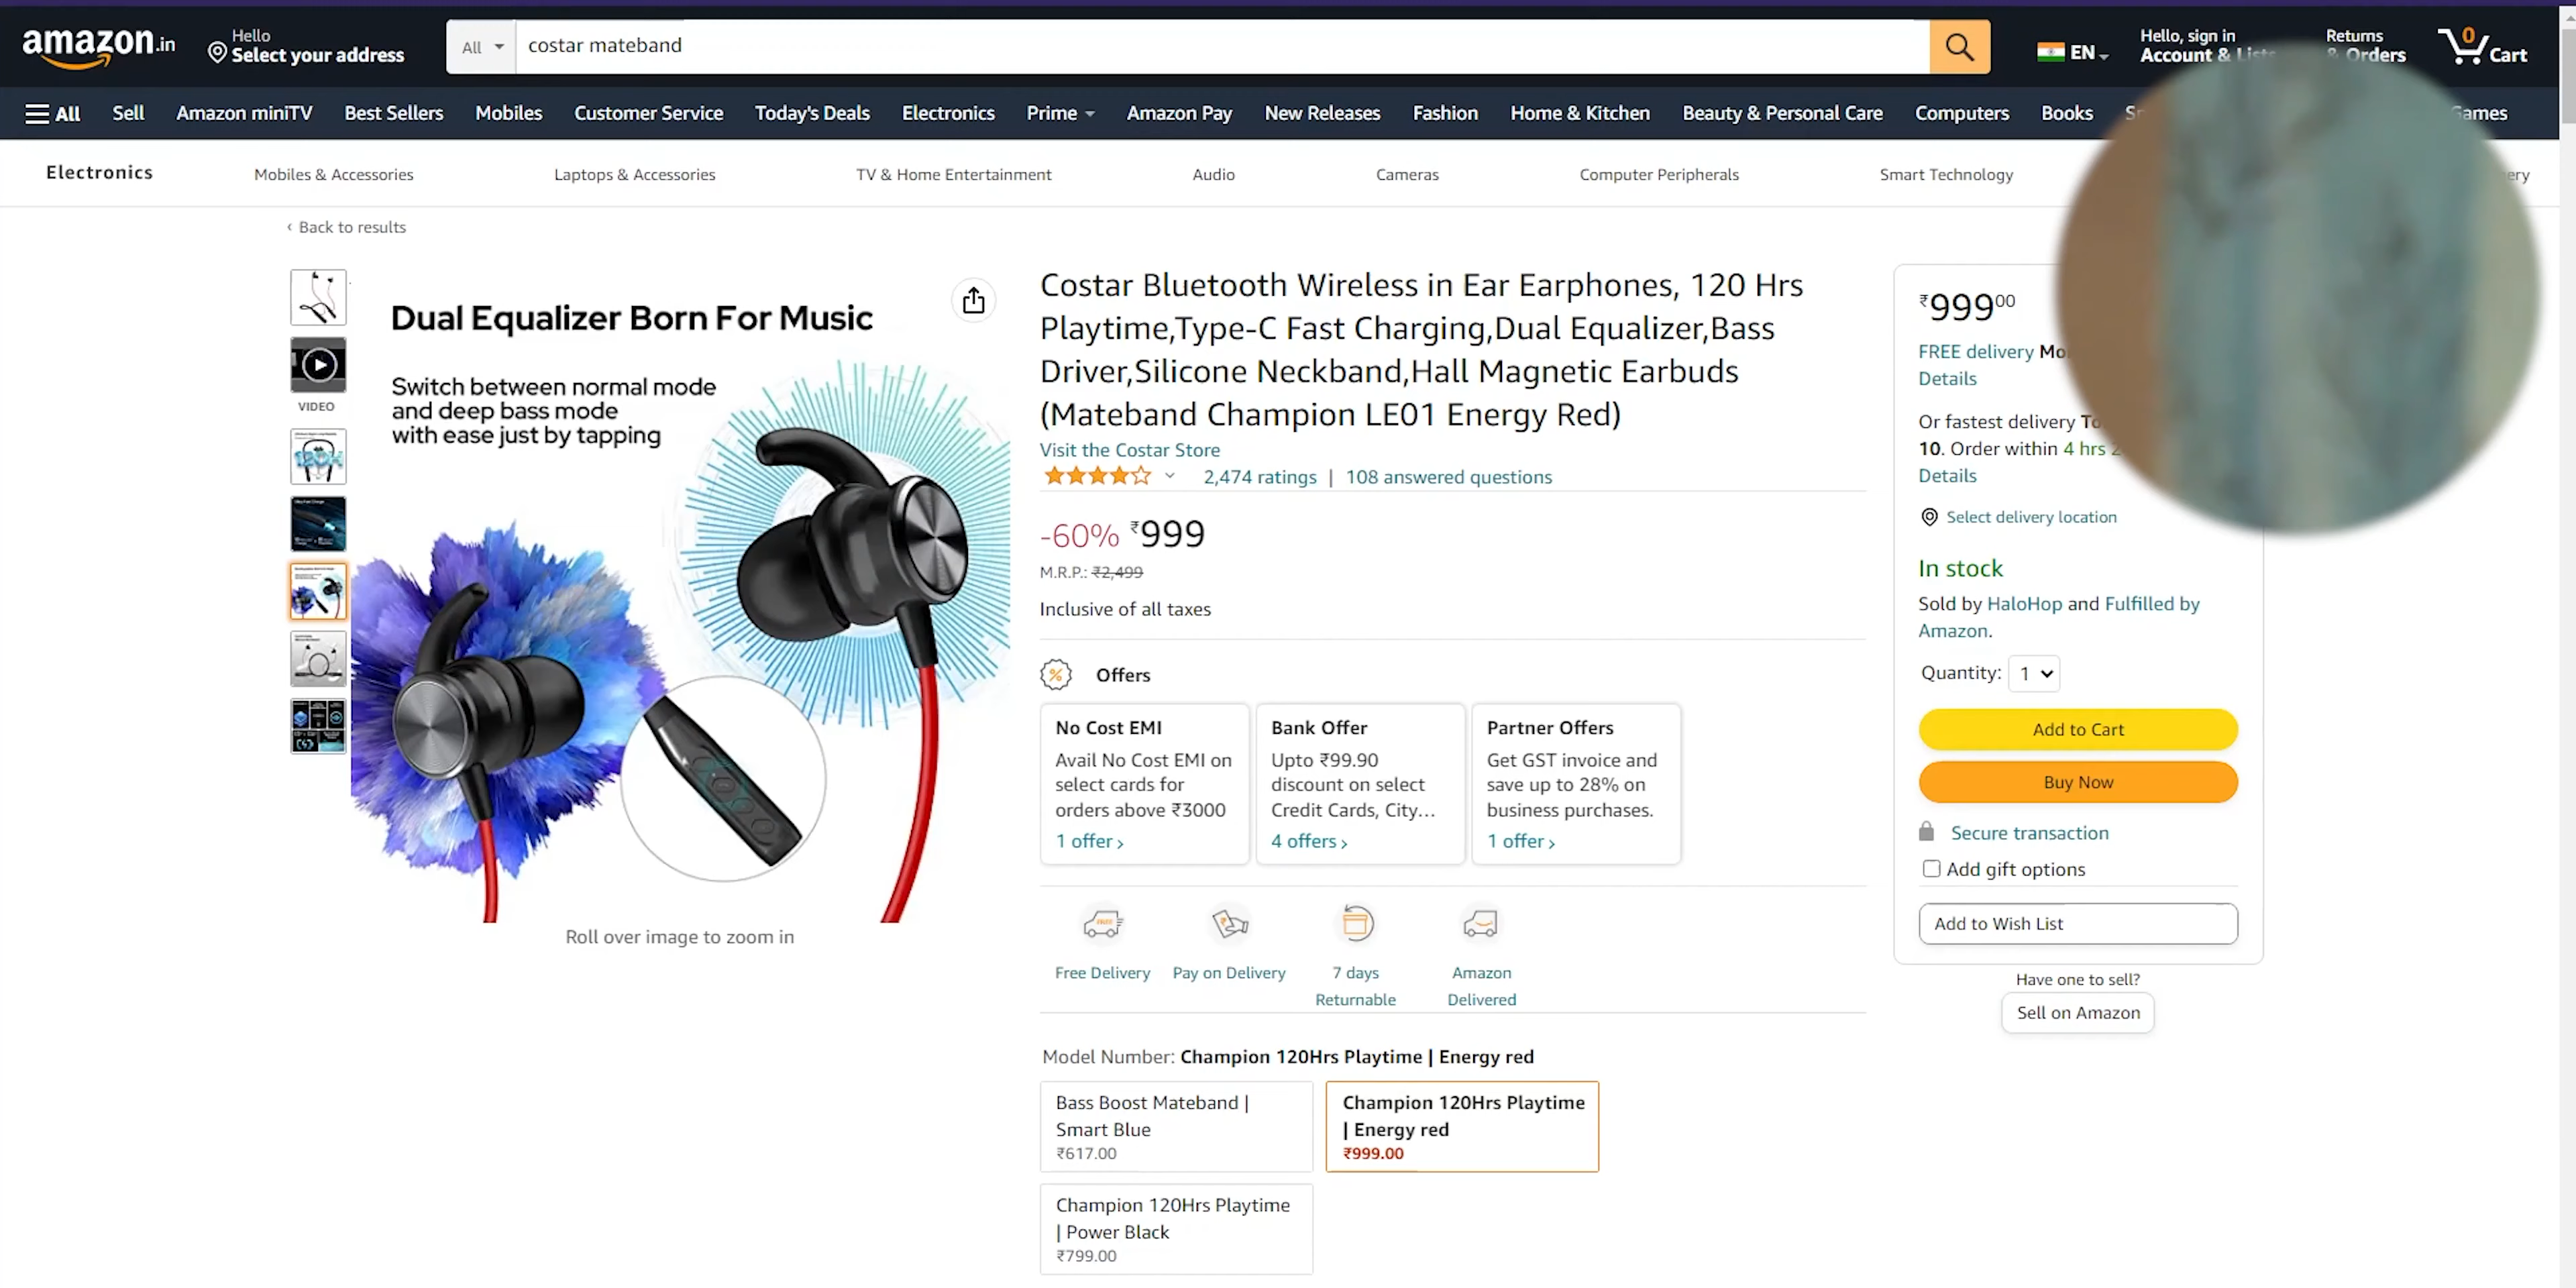 amazon.in
Hello
Select your address
All
costar mateband
EN
Hello, sign in
Account &
Returns
Orders
0
Cart
All
Sell
Amazon miniTV
Best Sellers
Mobiles
Customer Service
Today's Deals
Electronics
Prime
Amazon Pay
New Releases
Fashion
Home & Kitchen
Beauty & Personal Care
Computers
Books
Electronics
Mobiles & Accessories
Laptops & Accessories
TV & Home Entertainment
Audio
Cameras
Computer Peripherals
Smart Technology
‹ Back to results
VIDEO
Dual Equalizer Born For Music
Switch between normal mode
and deep bass mode
with ease just by tapping
Roll over image to zoom in
Costar Bluetooth Wireless in Ear Earphones, 120 Hrs
Playtime,Type-C Fast Charging,Dual Equalizer,Bass
Driver,Silicone Neckband,Hall Magnetic Earbuds
(Mateband Champion LE01 Energy Red)
Visit the Costar Store
2,474 ratings | 108 answered questions
-60% ₹999
M.R.P.: ₹2,499
Inclusive of all taxes
Offers
No Cost EMI
Avail No Cost EMI on
select cards for
orders above ₹3000
1 offer ›
Bank Offer
Upto ₹99.90
discount on select
Credit Cards, City...
4 offers ›
Partner Offers
Get GST invoice and
save up to 28% on
business purchases.
1 offer ›
Free Delivery
Pay on Delivery
7 days
Returnable
Amazon
Delivered
Model Number: Champion 120Hrs Playtime | Energy red
Bass Boost Mateband |
Smart Blue
₹617.00
Champion 120Hrs Playtime
| Energy red
₹999.00
Champion 120Hrs Playtime
| Power Black
₹799.00
₹999 00
FREE delivery
Details
Or fastest delivery
10. Order within 4 hrs
Details
Select delivery location
In stock
Sold by HaloHop and Fulfilled by
Amazon.
Quantity: 1
Add to Cart
Buy Now
Secure transaction
Add gift options
Add to Wish List
Have one to sell?
Sell on Amazon